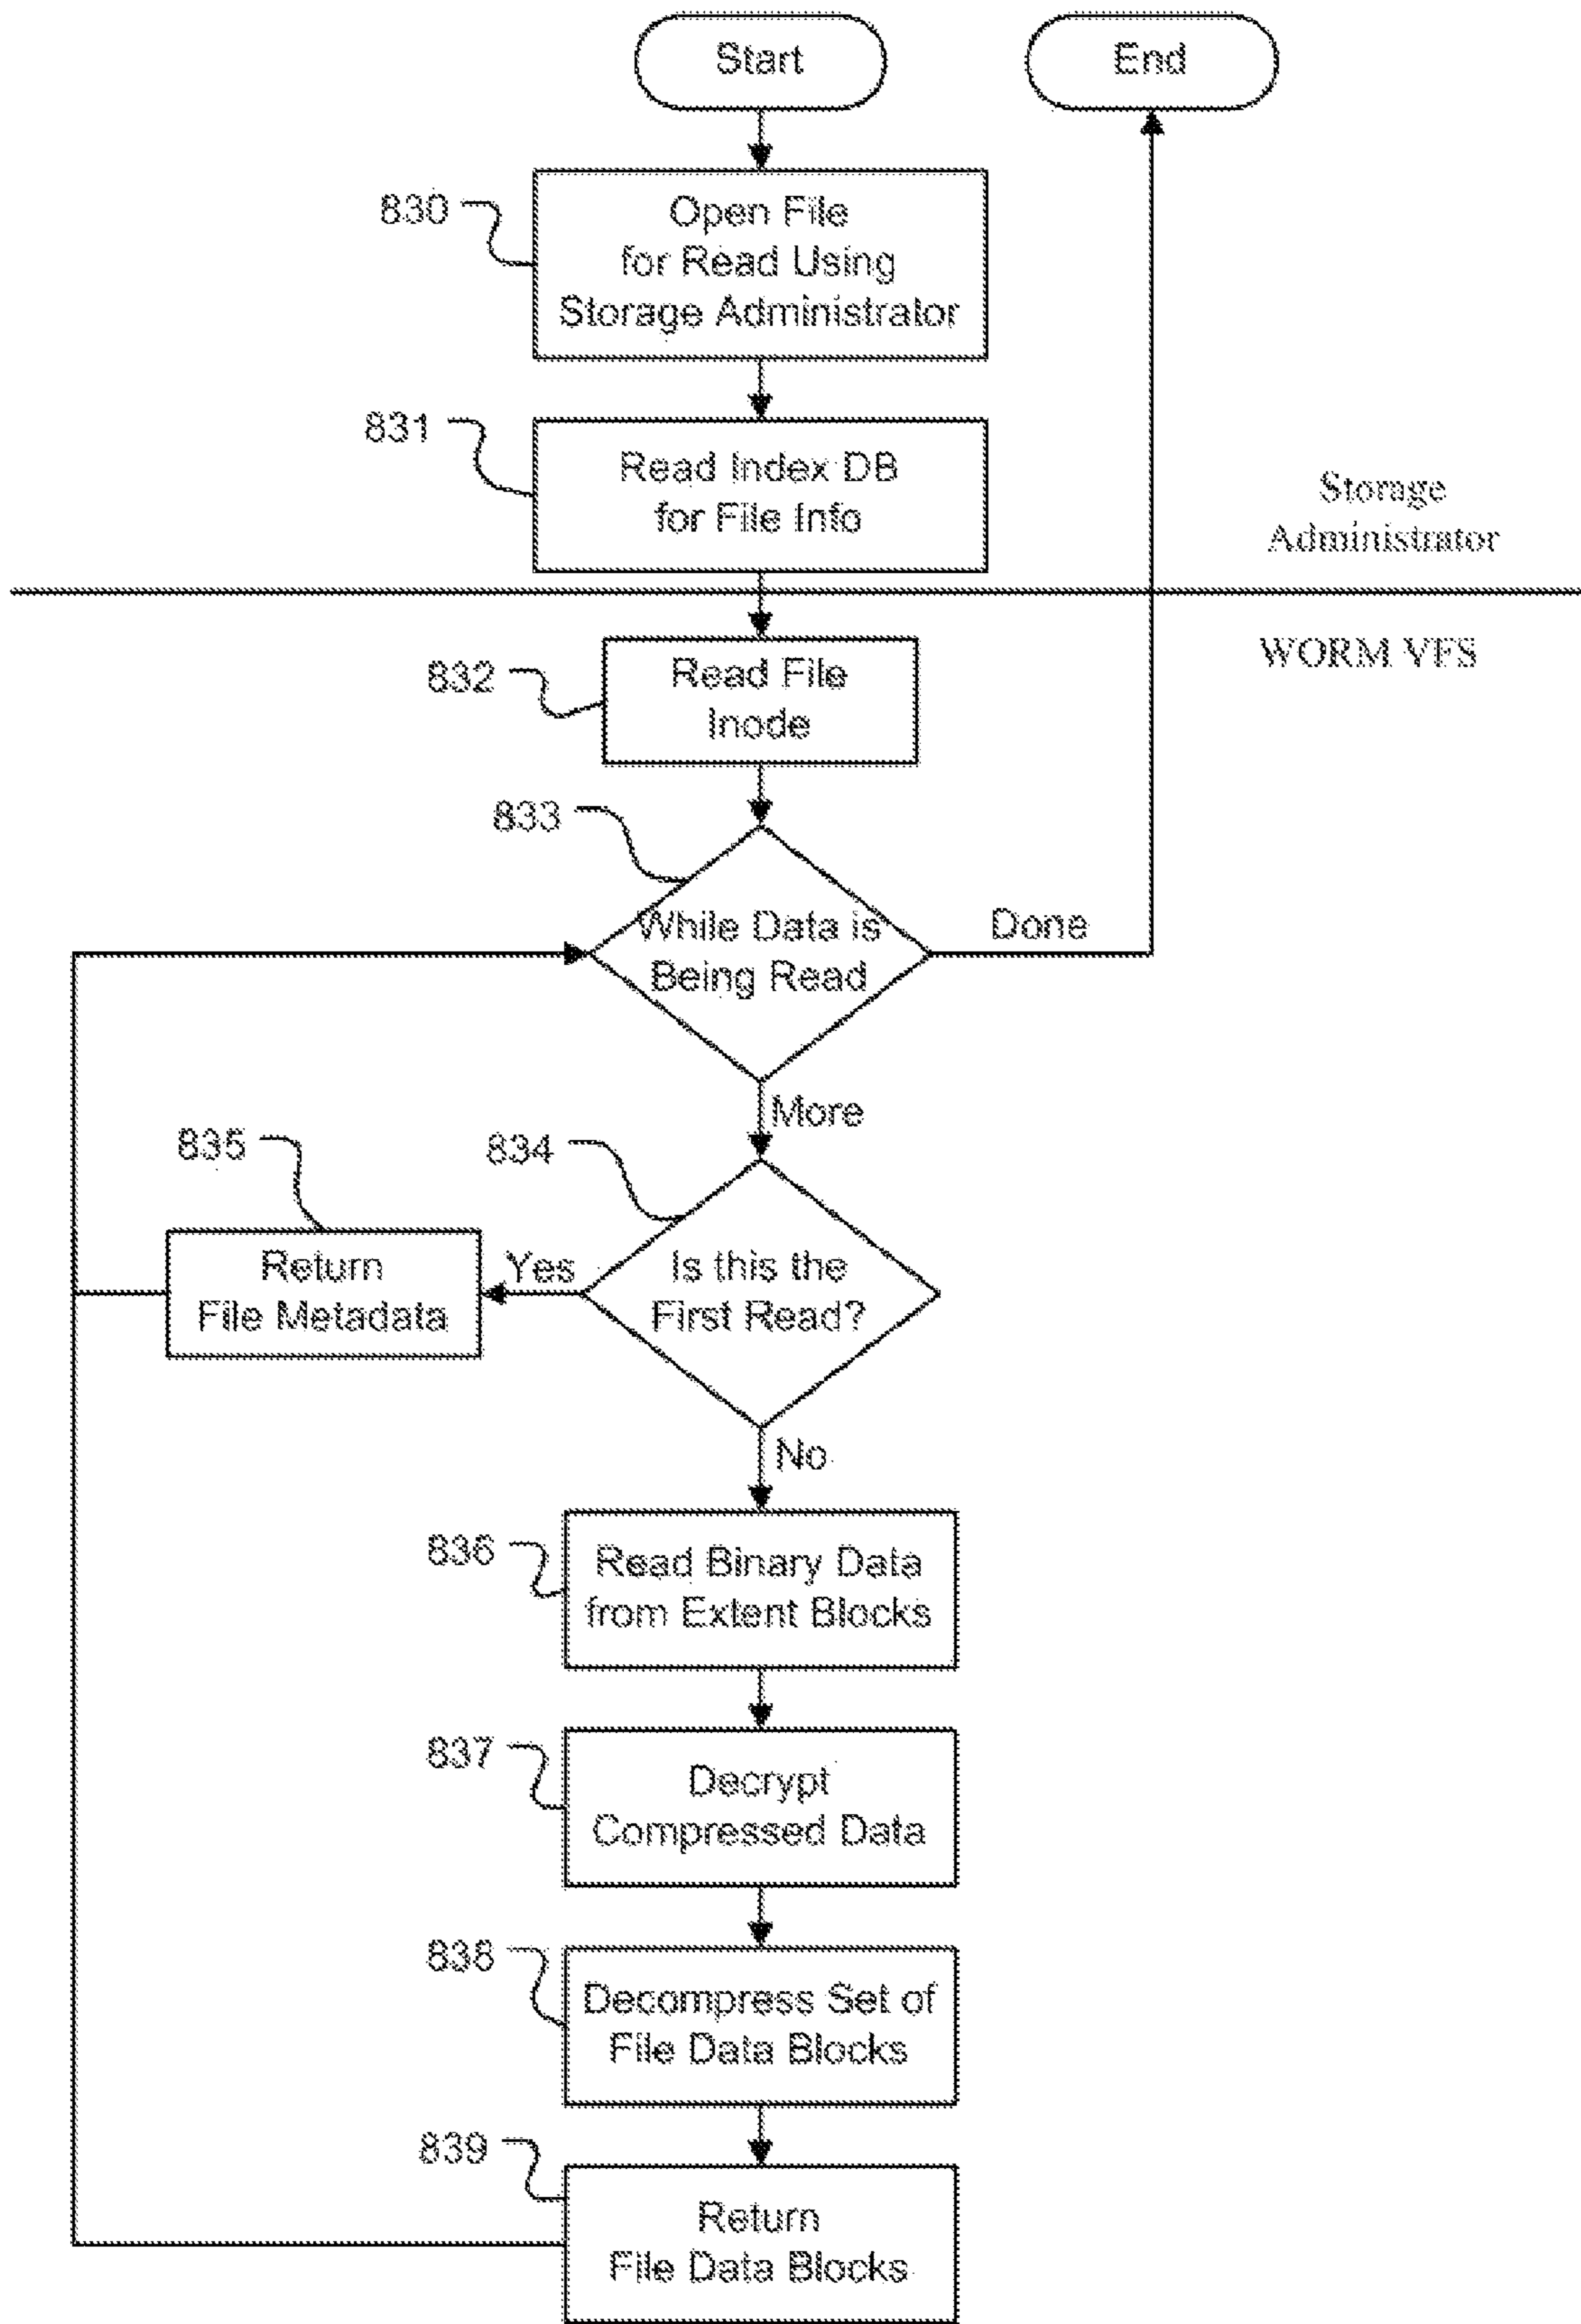 Start
End
830
Open File
for Read Using
Storage Administrator
831
Read Index DB
for File Info
Storage
Administrator
WORM VFS
832
Read File
Inode
833
While Data is
Being Read
Done
More
835
834
Return
File Metadata
Yes
Is this the
First Read?
No
836
Read Binary Data
from Extent Blocks
837
Decrypt
Compressed Data
838
Decompress Set of
File Data Blocks
839
Return
File Data Blocks